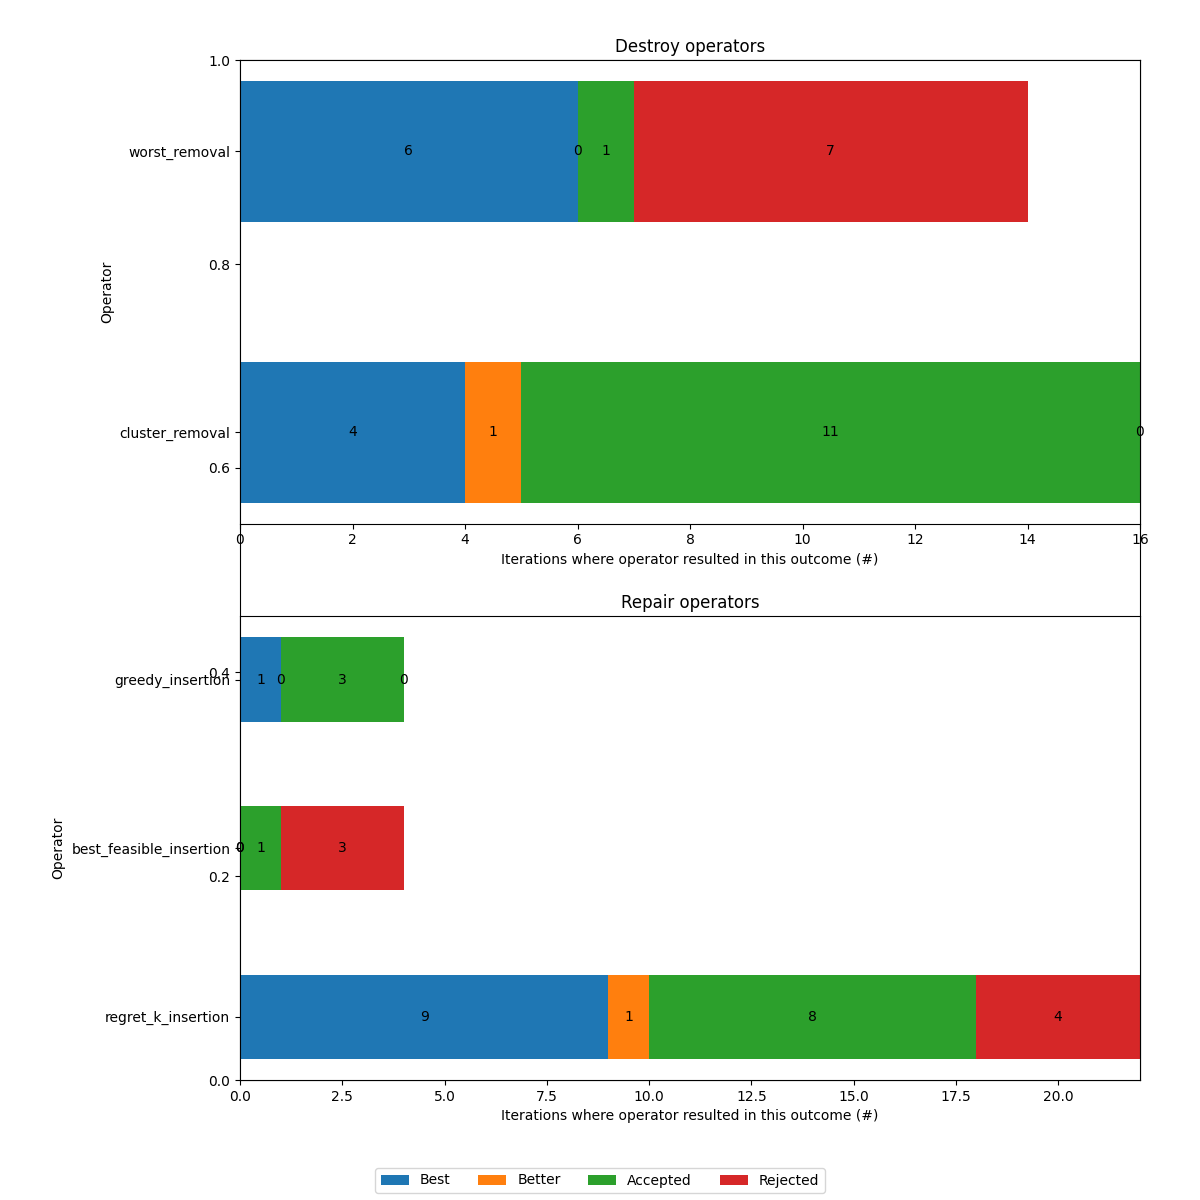 Destroy operators
1.0
worst_removal
6 0 1 7
0.8
Operator
cluster_removal
4 1 11 0
0.6
0 2 4 6 8 10 12 14 16
Iterations where operator resulted in this outcome (#)
Repair operators
0.4
greedy_insertion
1 0 3 0
best_feasible_insertion
0 0 1 3
Operator
0.2
regret_k_insertion
9 1 8 4
0.0
0.0 2.5 5.0 7.5 10.0 12.5 15.0 17.5 20.0
Iterations where operator resulted in this outcome (#)
Best Better Accepted Rejected